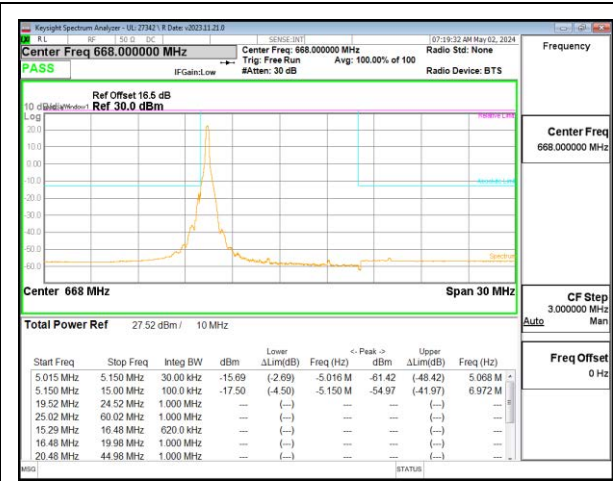 Keysight Spectrum Analyzer - UL: 27342 \ R Date: v2023.11.21.0
RL RF 50 Ω DC SENSE:INT 07:19:32 AM May 02, 2024
Center Freq 668.000000 MHz
Center Freq: 668.000000 MHz Radio Std: None
Trig: Free Run Avg: 100.00% of 100
PASS IFGain:Low #Atten: 30 dB Radio Device: BTS
Frequency
Ref Offset 16.5 dB
10 dB/div Ref 30.0 dBm
Log
Relative Limit
20.0
10.0
0.00
-10.0
Absolute Limit
-20.0
-30.0
-40.0
-50.0
Spectrum
-60.0
Center 668 MHz Span 30 MHz
Center Freq
668.000000 MHz
CF Step
3.000000 MHz
Auto Man
Freq Offset
0 Hz
Total Power Ref 27.52 dBm / 10 MHz
Lower <- Peak -> Upper
Start Freq Stop Freq Integ BW dBm ΔLim(dB) Freq (Hz) dBm ΔLim(dB) Freq (Hz)
5.015 MHz 5.150 MHz 30.00 kHz -15.69 (-2.69) -5.016 M -61.42 (-48.42) 5.068 M
5.150 MHz 15.00 MHz 100.0 kHz -17.50 (-4.50) -5.150 M -54.97 (-41.97) 6.972 M
19.52 MHz 24.52 MHz 1.000 MHz --- (---) --- --- (---) ---
25.02 MHz 60.02 MHz 1.000 MHz --- (---) --- --- (---) ---
15.29 MHz 16.48 MHz 620.0 kHz --- (---) --- --- (---) ---
16.48 MHz 19.98 MHz 1.000 MHz --- (---) --- --- (---) ---
20.48 MHz 44.98 MHz 1.000 MHz --- (---) --- --- (---) ---
MSG STATUS